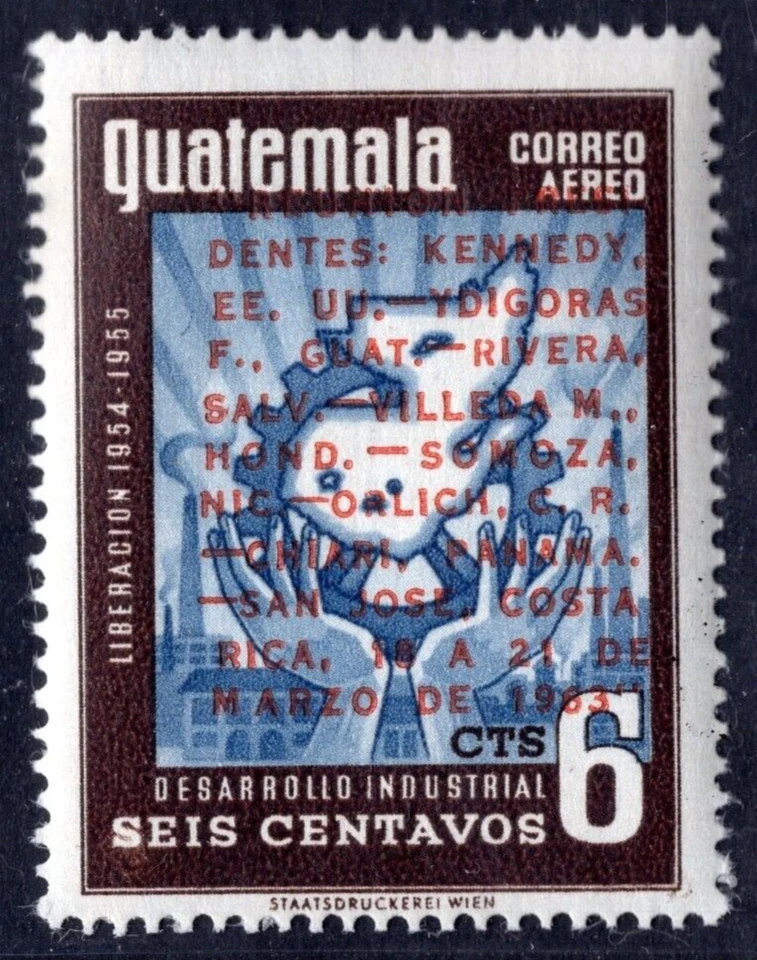 guatemala
CORREO
AEREO
REUNION PRESI
DENTES: KENNEDY,
EE. UU.—YDIGORAS
F., GUAT.—RIVERA,
SALV.—VILLEDA M.,
HOND.—SOMOZA,
NIC.—ORLICH, C. R.
—CHIARI, PANAMA.
—SAN JOSE, COSTA
RICA, 18 A 21 DE
MARZO DE 1963"
LIBERACION 1954-1955
CTS 6
DESARROLLO INDUSTRIAL
SEIS CENTAVOS
STAATSDRUCKEREI WIEN